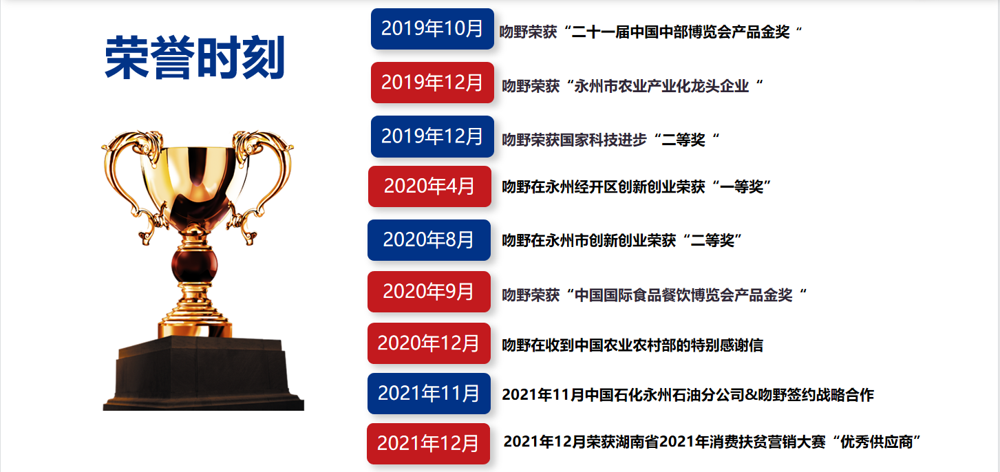 荣誉时刻
2019年10月 吻野荣获“二十一届中国中部博览会产品金奖“
2019年12月 吻野荣获“永州市农业产业化龙头企业“
2019年12月 吻野荣获国家科技进步“二等奖“
2020年4月 吻野在永州经开区创新创业荣获“一等奖”
2020年8月 吻野在永州市创新创业荣获“二等奖”
2020年9月 吻野荣获“中国国际食品餐饮博览会产品金奖“
2020年12月 吻野在收到中国农业农村部的特别感谢信
2021年11月 2021年11月中国石化永州石油分公司&吻野签约战略合作
2021年12月 2021年12月荣获湖南省2021年消费扶贫营销大赛“优秀供应商”